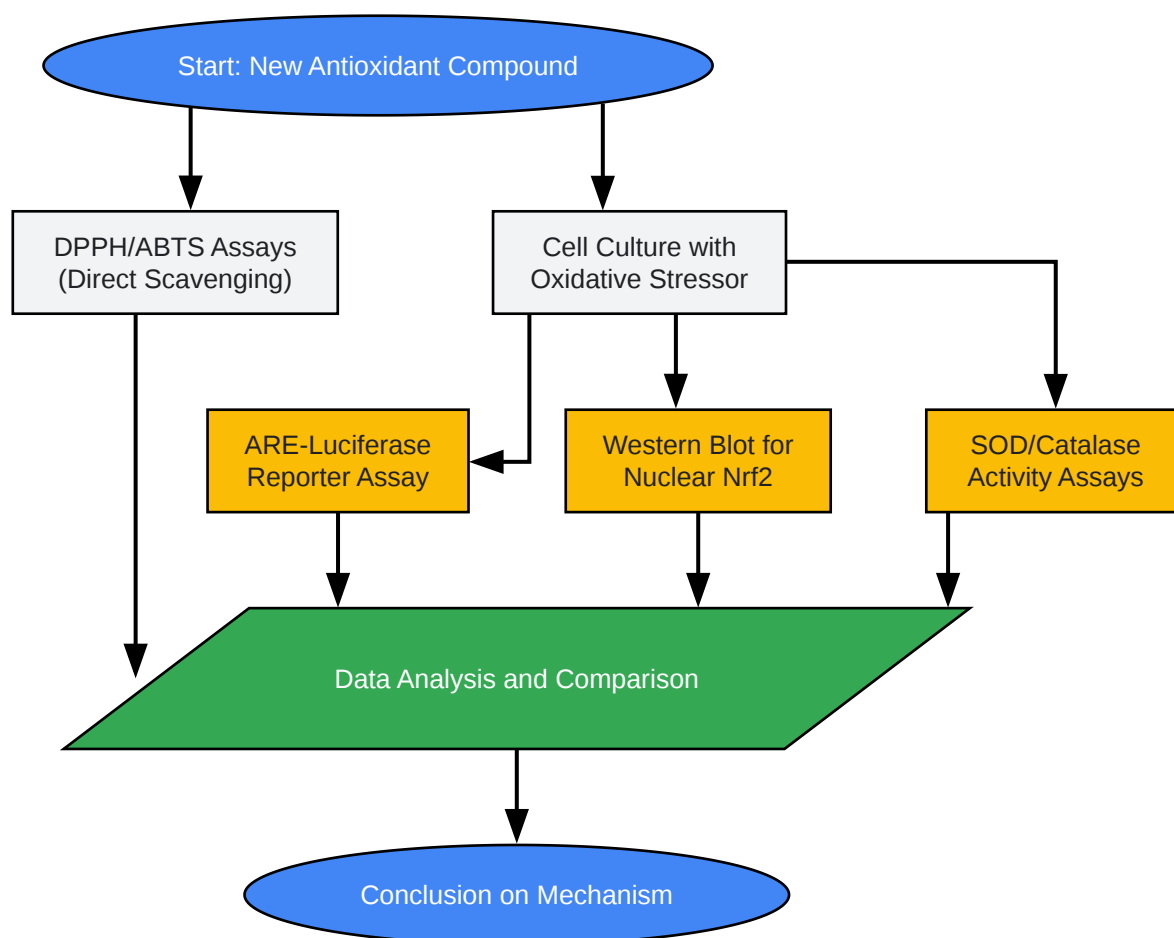 Start: New Antioxidant Compound
DPPH/ABTS Assays
(Direct Scavenging)
Cell Culture with
Oxidative Stressor
ARE-Luciferase
Reporter Assay
Western Blot for
Nuclear Nrf2
SOD/Catalase
Activity Assays
Data Analysis and Comparison
Conclusion on Mechanism